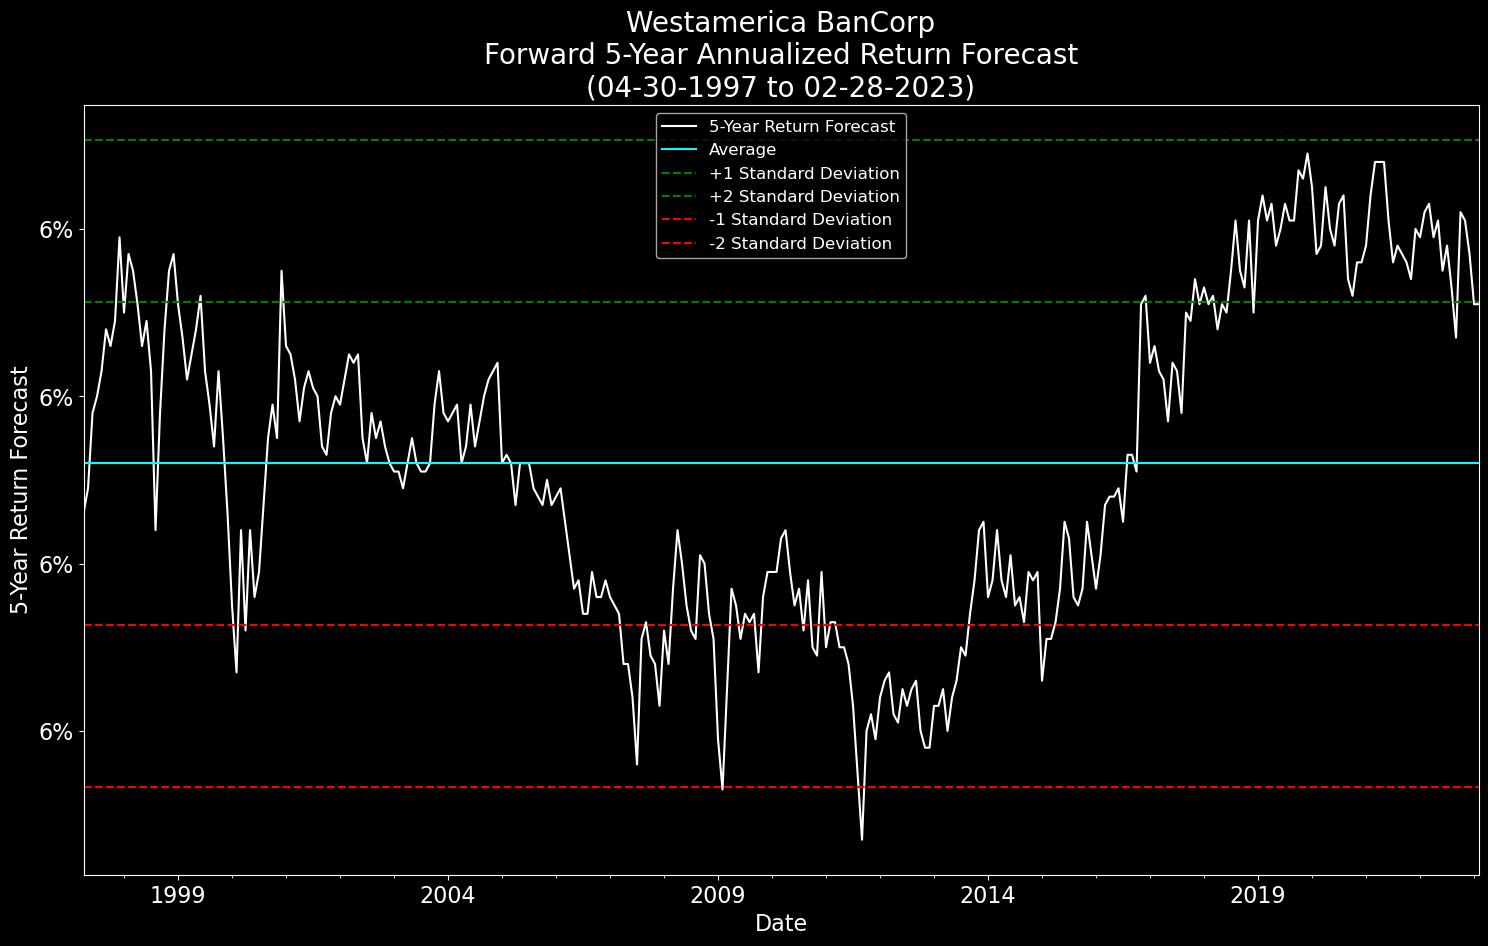 Westamerica BanCorp
Forward 5-Year Annualized Return Forecast
(04-30-1997 to 02-28-2023)
5-Year Return Forecast
Average
+1 Standard Deviation
+2 Standard Deviation
-1 Standard Deviation
-2 Standard Deviation
6%
6%
6%
6%
5-Year Return Forecast
1999
2004
2009
2014
2019
Date